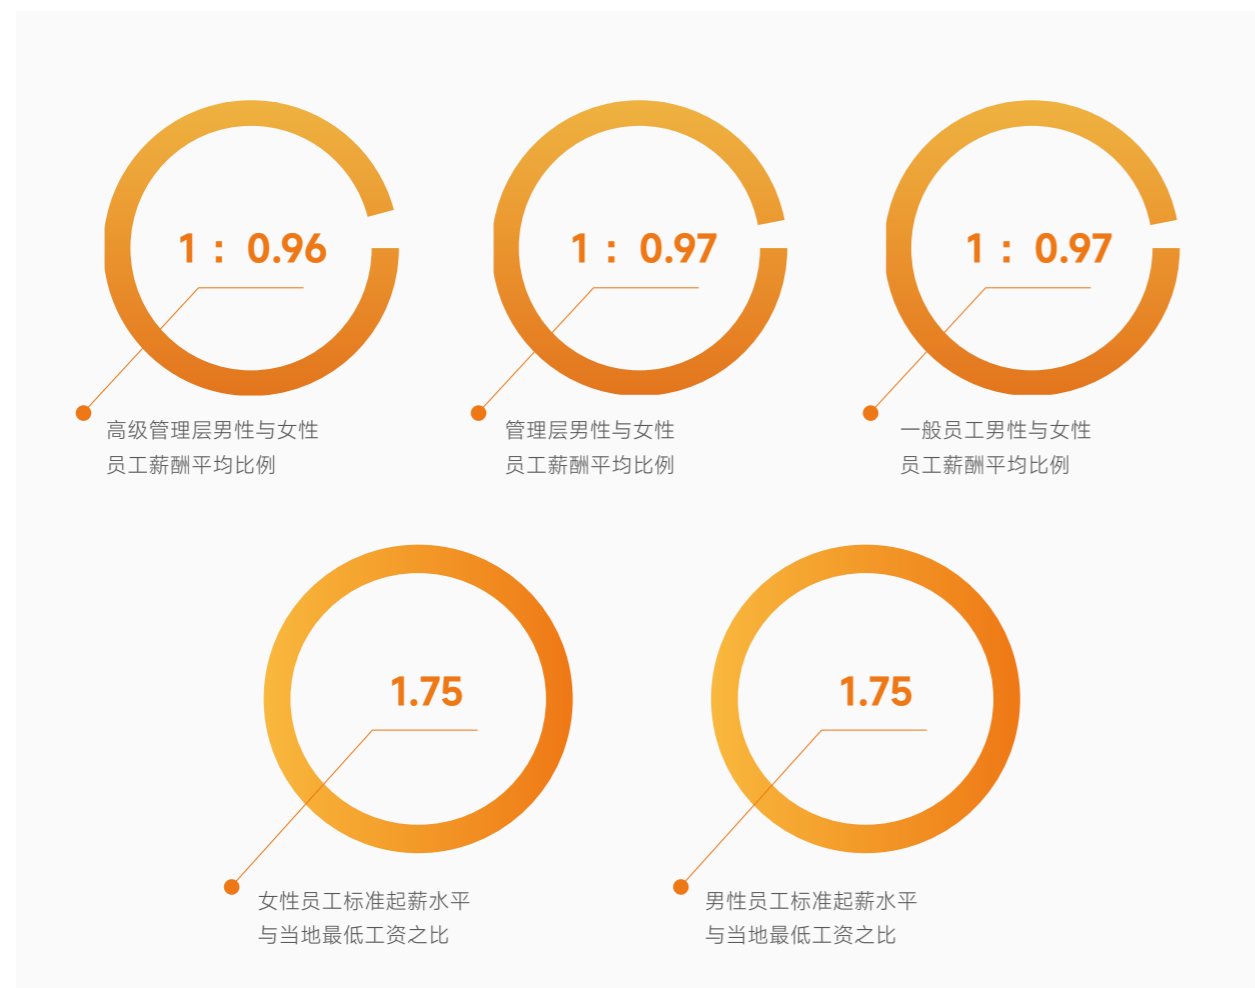 1 : 0.96
1 : 0.97
1 : 0.97
高级管理层男性与女性
员工薪酬平均比例
管理层男性与女性
员工薪酬平均比例
一般员工男性与女性
员工薪酬平均比例
1.75
1.75
女性员工标准起薪水平
与当地最低工资之比
男性员工标准起薪水平
与当地最低工资之比